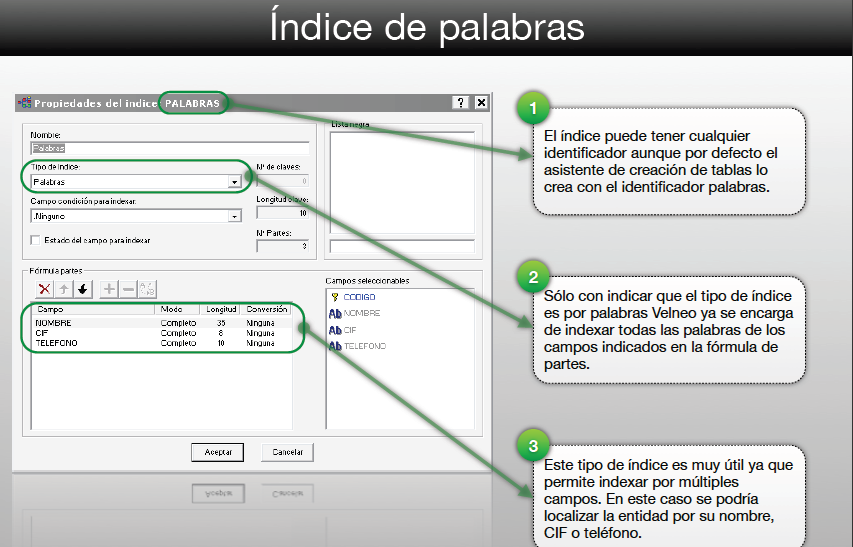 Índice de palabras
Propiedades del índice PALABRAS
Nombre:
Palabras
Tipo de índice:
Palabras
Campo condición para indexar:
.Ninguno
Estado del campo para indexar
Nº de claves:
0
Longitud clave:
10
Nº Partes:
3
Lista negra
Fórmula partes
Campo Modo Longitud Conversión
NOMBRE Completo 35 Ninguna
CIF Completo 8 Ninguna
TELEFONO Completo 10 Ninguna
Campos seleccionables
CODIGO
Ab NOMBRE
Ab CIF
Ab TELEFONO
Aceptar Cancelar
1
El índice puede tener cualquier
identificador aunque por defecto el
asistente de creación de tablas lo
crea con el identificador palabras.
2
Sólo con indicar que el tipo de índice
es por palabras Velneo ya se encarga
de indexar todas las palabras de los
campos indicados en la fórmula de
partes.
3
Este tipo de índice es muy útil ya que
permite indexar por múltiples
campos. En este caso se podría
localizar la entidad por su nombre,
CIF o teléfono.